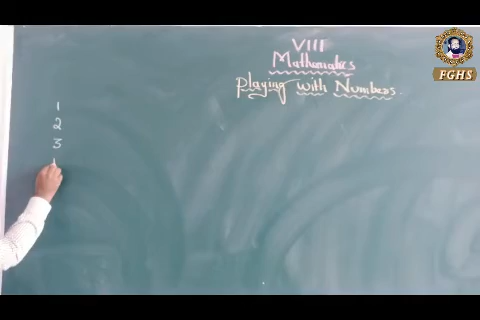 VIII
Mathematics
Playing with Numbers.
FGHS
1
2
3